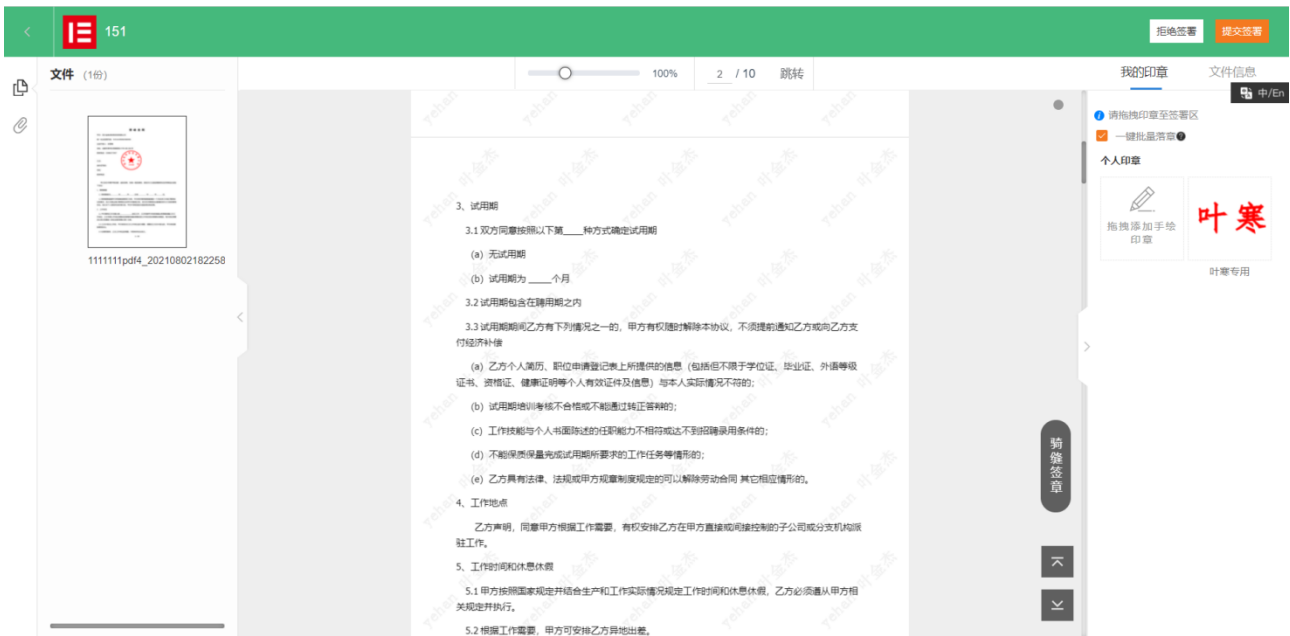 151
拒绝签署
提交签署
文件 (1份)
100%
2 / 10 跳转
我的印章
文件信息
中/En
请拖拽印章至签署区
一键批量落章
个人印章
拖拽添加手绘
印章
叶寒
叶寒专用
1111111pdf4_20210802182258
3、试用期
3.1 双方同意按照以下第____种方式确定试用期
(a) 无试用期
(b) 试用期为 ____个月
3.2 试用期包含在聘用期之内
3.3 试用期期间乙方有下列情况之一的，甲方有权随时解除本协议，不须提前通知乙方或向乙方支
付经济补偿
(a) 乙方个人简历、职位申请登记表上所提供的信息（包括但不限于学位证、毕业证、外语等级
证书、资格证、健康证明等个人有效证件及信息）与本人实际情况不符的；
(b) 试用期培训考核不合格或不能通过转正答辩的；
(c) 工作技能与个人书面陈述的任职能力不相符或达不到招聘录用条件的；
(d) 不能保质保量完成试用期所要求的工作任务等情形的；
(e) 乙方具有法律、法规或甲方规章制度规定的可以解除劳动合同 其它相应情形的。
4、工作地点
乙方声明，同意甲方根据工作需要，有权安排乙方在甲方直接或间接控制的子公司或分支机构派
驻工作。
5、工作时间和休息休假
5.1 甲方按照国家规定并结合生产和工作实际情况规定工作时间和休息休假，乙方必须遵从甲方相
关规定并执行。
5.2 根据工作需要，甲方可安排乙方异地出差。
骑缝签章
yehan 叶金杰